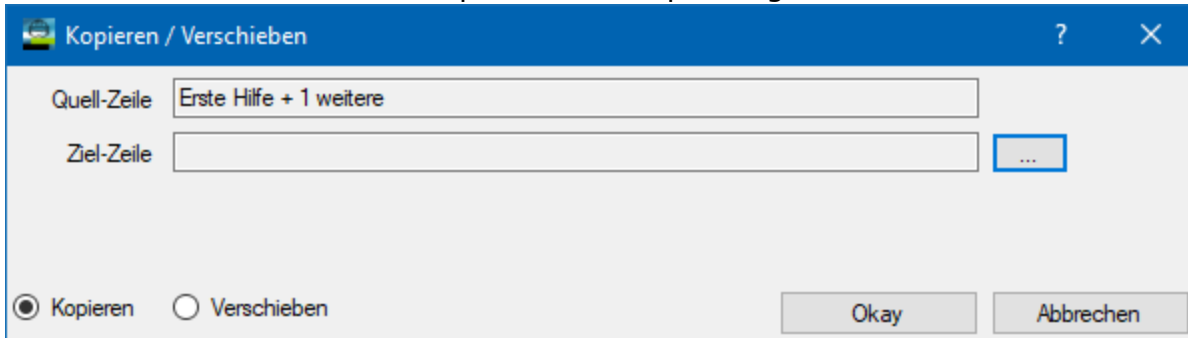 Kopieren / Verschieben ?
Quell-Zeile Erste Hilfe + 1 weitere
Ziel-Zeile ...
Kopieren Verschieben Okay Abbrechen